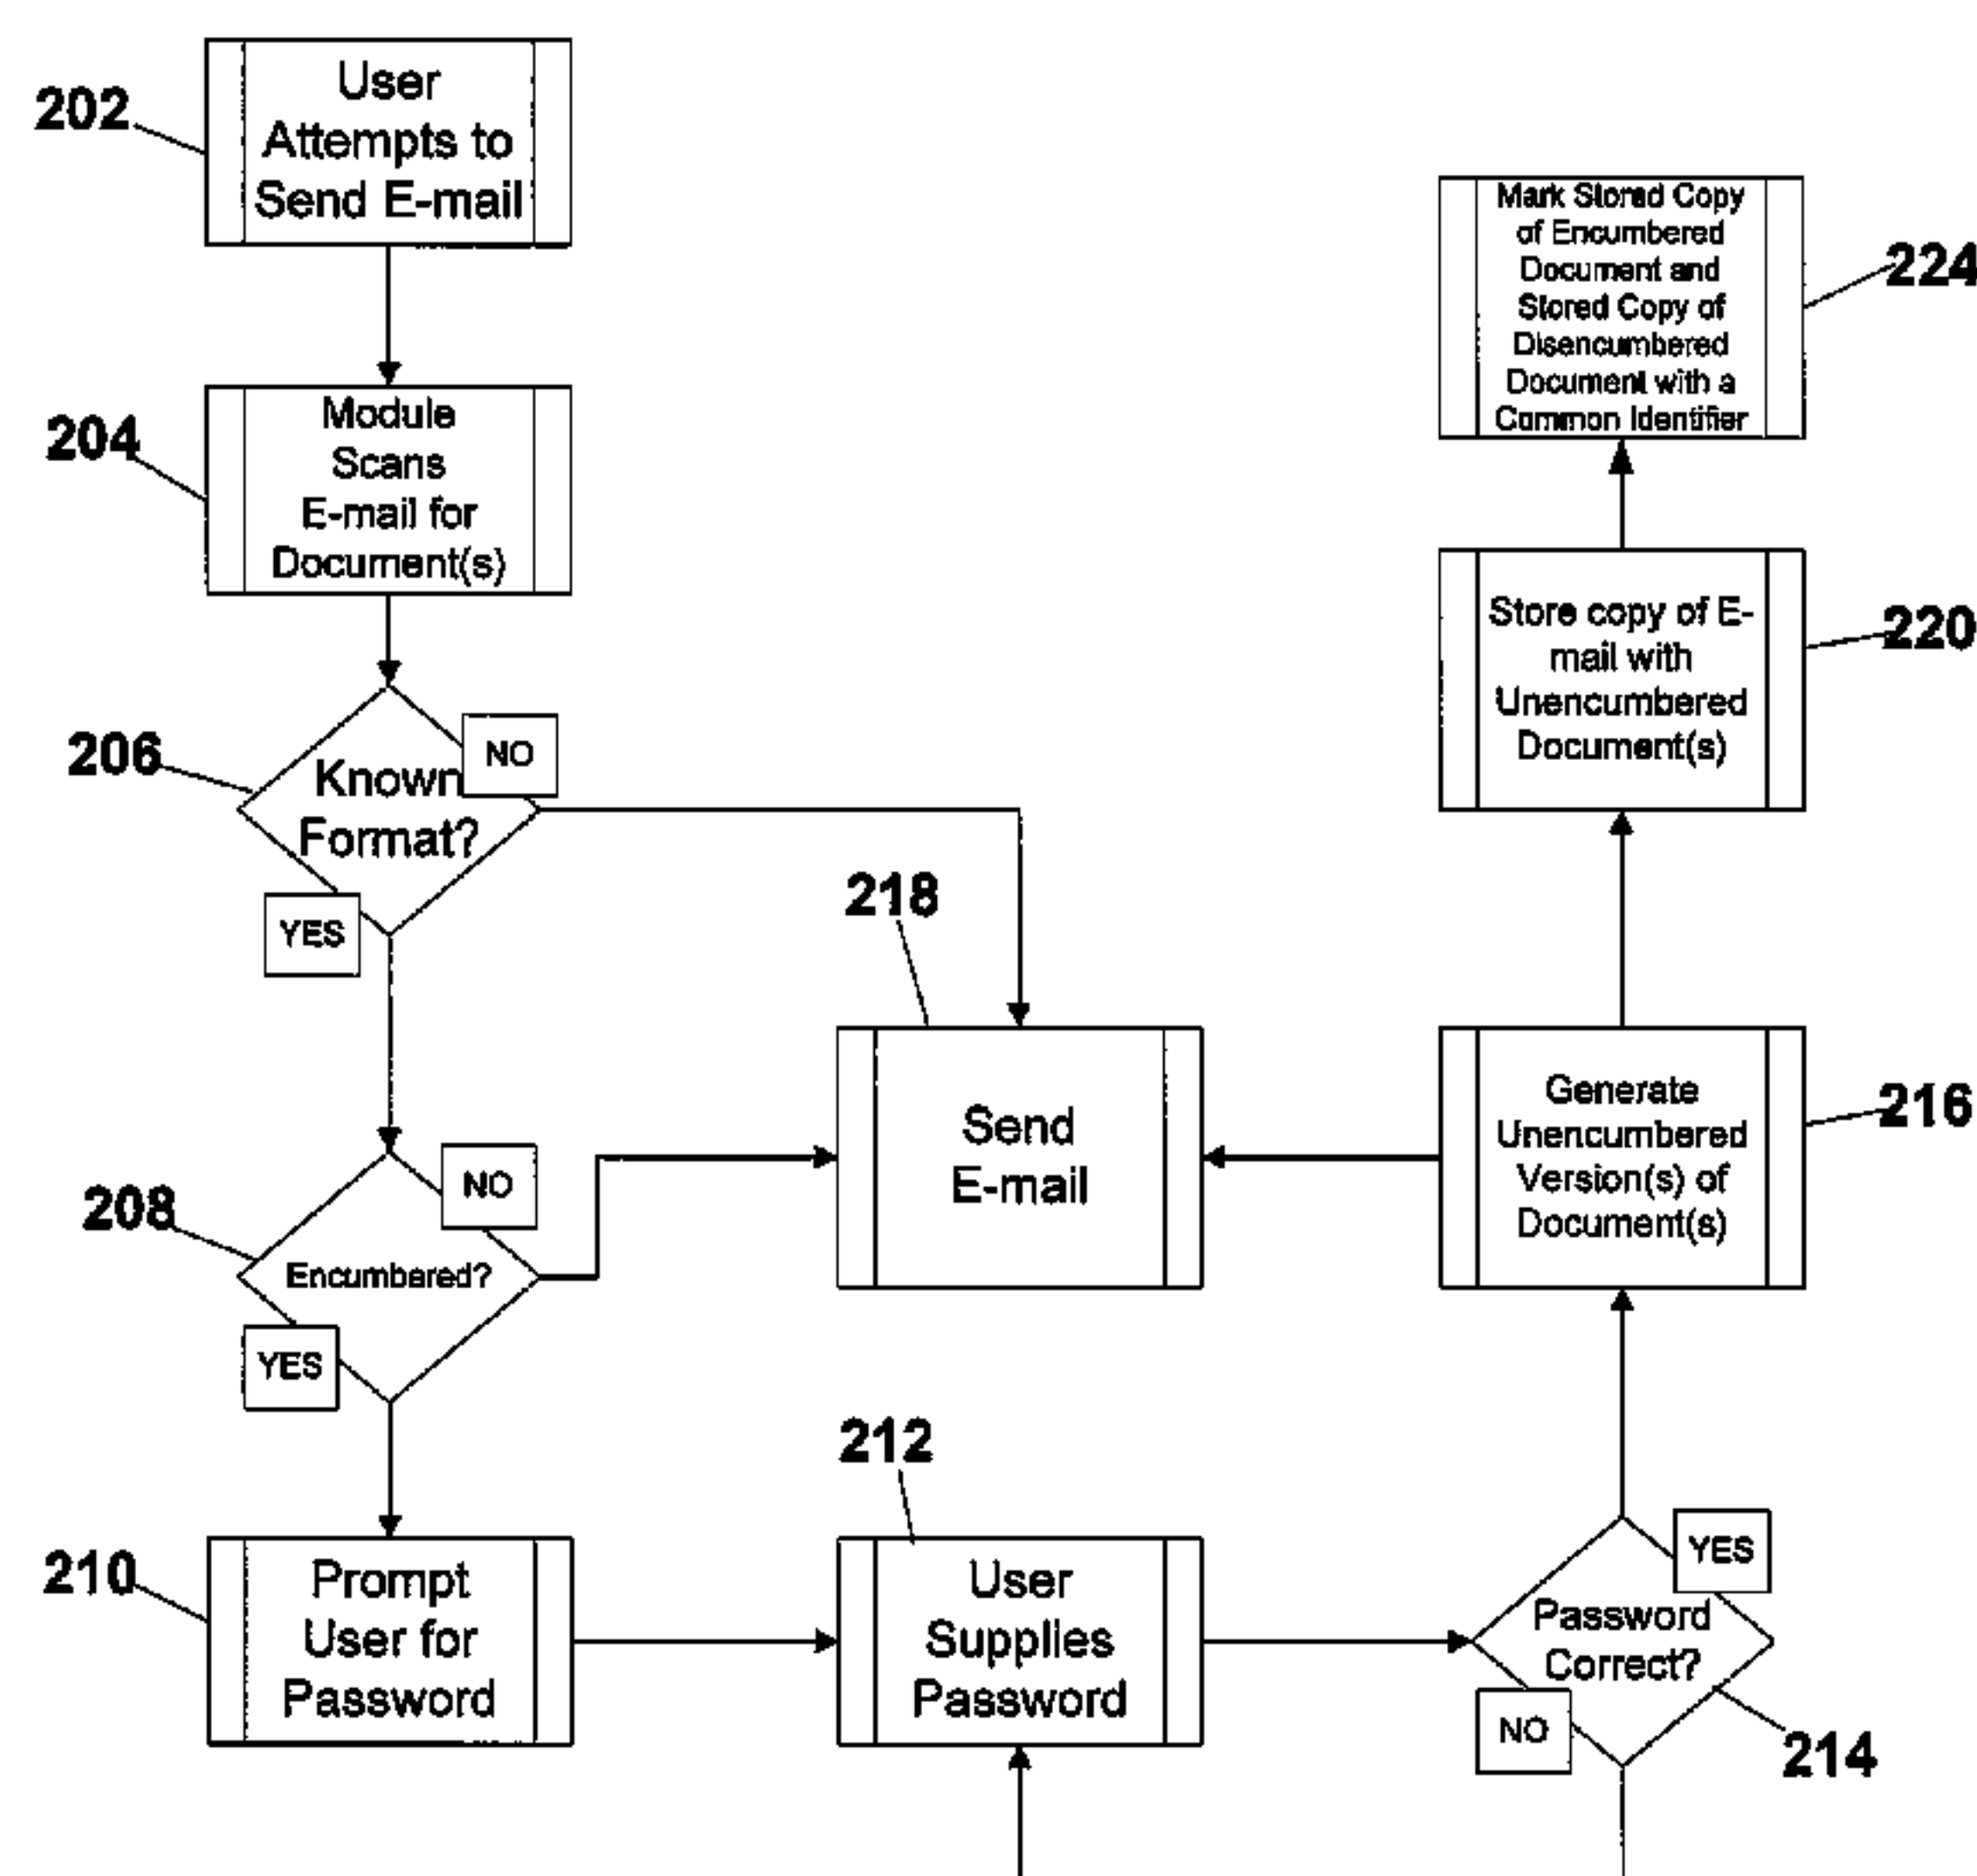 202
User
Attempts to
Send E-mail
204
Module
Scans
E-mail for
Document(s)
206
Known
Format?
NO
YES
208
Encumbered?
NO
YES
210
Prompt
User for
Password
212
User
Supplies
Password
218
Send
E-mail
Mark Stored Copy
of Encumbered
Document and
Stored Copy of
Disencumbered
Document with a
Common Identifier
224
Store copy of E-
mail with
Unencumbered
Document(s)
220
Generate
Unencumbered
Version(s) of
Document(s)
216
YES
Password
Correct?
NO
214